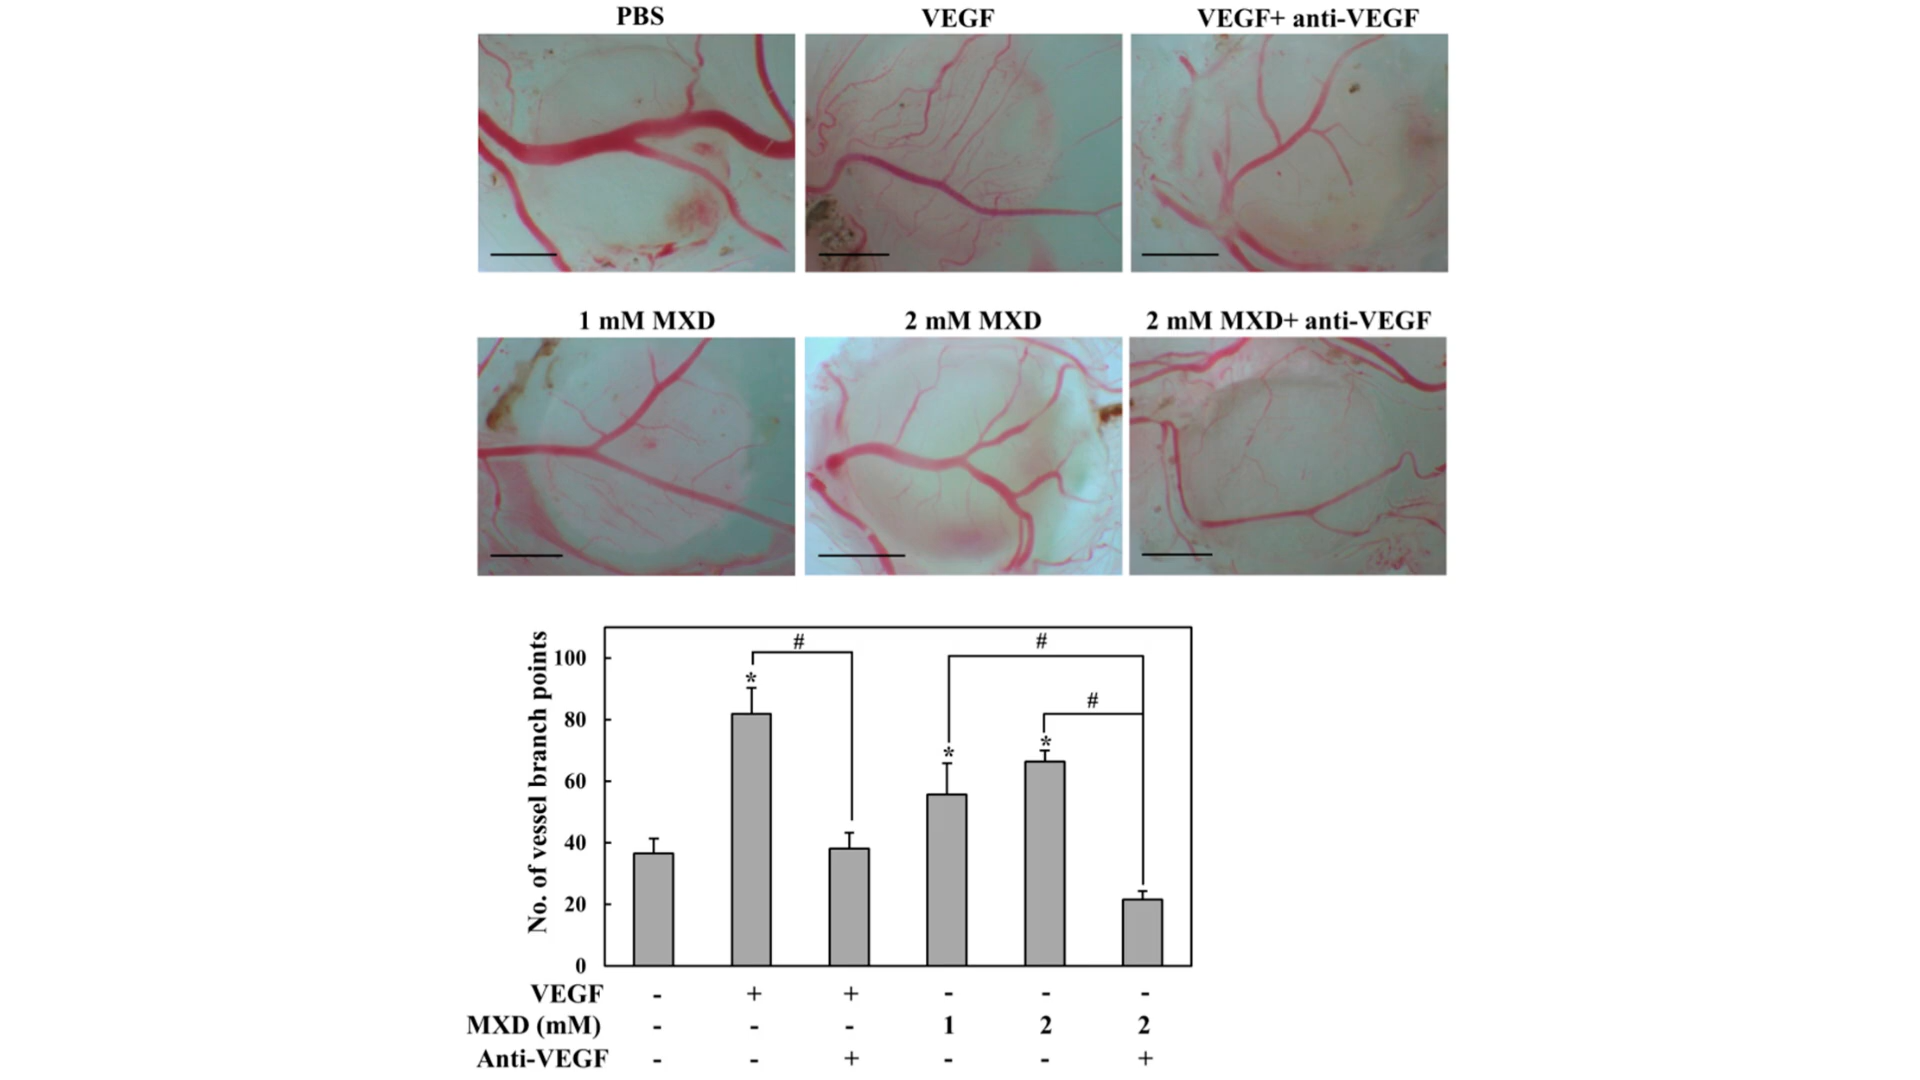 PBS
VEGF
VEGF+ anti-VEGF
1 mM MXD
2 mM MXD
2 mM MXD+ anti-VEGF
No. of vessel branch points
100
80
60
40
20
0
#
#
#
*
*
*
VEGF - + + - - -
MXD (mM) - - - 1 2 2
Anti-VEGF - - + - - +